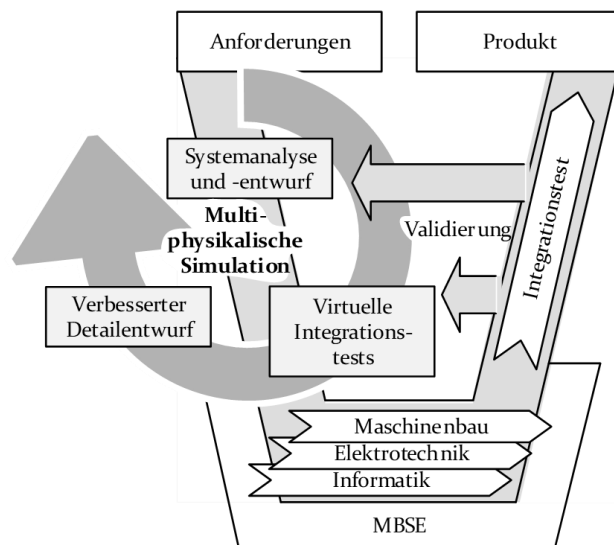 Anforderungen
Produkt
Systemanalyse
und -entwurf
Multi-
physikalische
Simulation
Validierung
Integrationstest
Verbesserter
Detailentwurf
Virtuelle
Integrations-
tests
Maschinenbau
Elektrotechnik
Informatik
MBSE